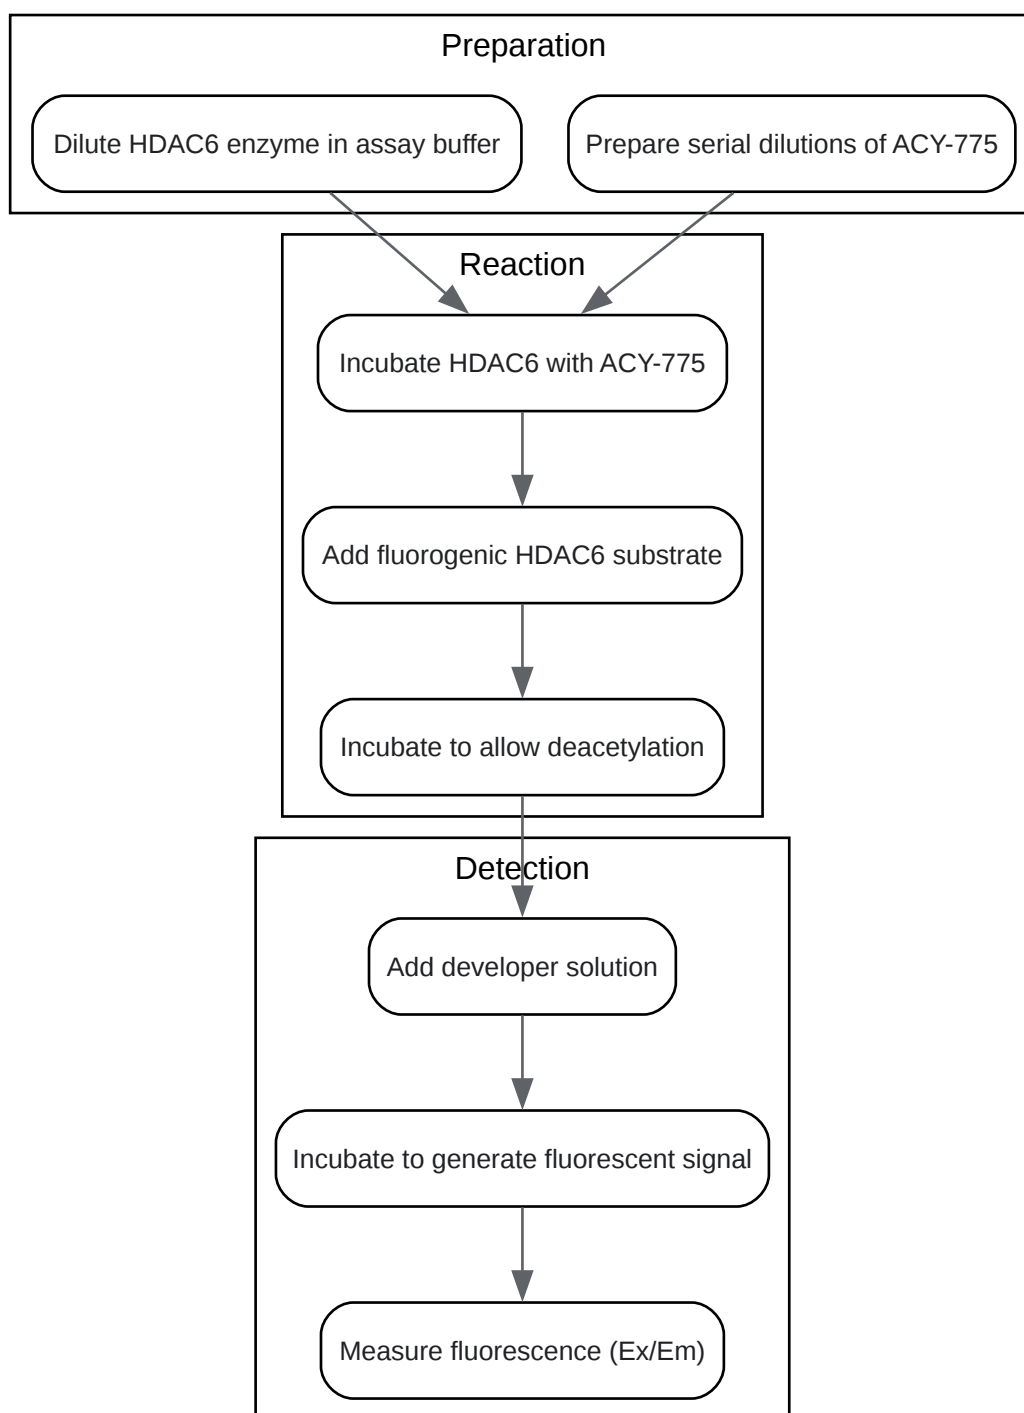 Preparation
Dilute HDAC6 enzyme in assay buffer
Prepare serial dilutions of ACY-775
Reaction
Incubate HDAC6 with ACY-775
Add fluorogenic HDAC6 substrate
Incubate to allow deacetylation
Detection
Add developer solution
Incubate to generate fluorescent signal
Measure fluorescence (Ex/Em)